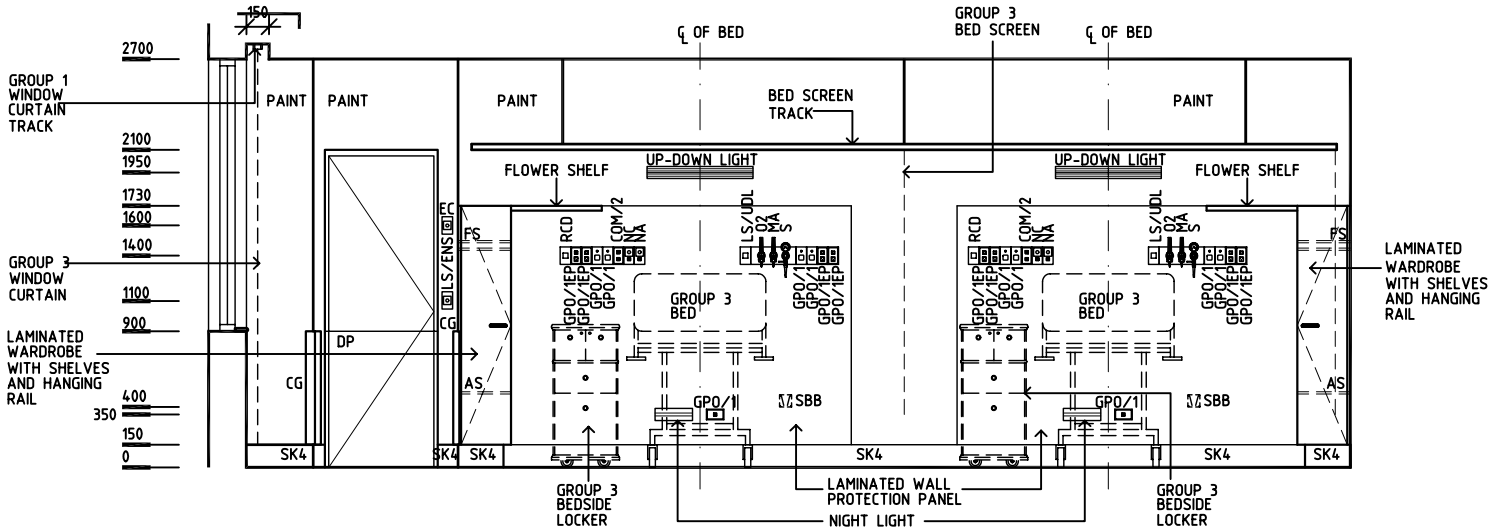 150
2700
GROUP 1
WINDOW
CURTAIN
TRACK
2100
1950
1730
1600
1400
GROUP 3
WINDOW
CURTAIN
1100
900
LAMINATED
WARDROBE
WITH SHELVES
AND HANGING
RAIL
400
350
150
0
PAINT
PAINT
PAINT
PAINT
℄ OF BED
GROUP 3
BED SCREEN
℄ OF BED
BED SCREEN
TRACK
UP-DOWN LIGHT
UP-DOWN LIGHT
FLOWER SHELF
FLOWER SHELF
EC
LS/ENS
CG
FS
DP
CG
AS
RCD
GPO/1EP
GPO/1EP
GPO/1
GPO/1
COM/2
NC
NA
LS/UDL
O2
MA
S
GPO/1
GPO/1
GPO/1EP
GPO/1EP
GROUP 3
BED
GPO/1
SBB
RCD
GPO/1EP
GPO/1EP
GPO/1
GPO/1
COM/2
NC
NA
LS/UDL
O2
MA
S
GPO/1
GPO/1
GPO/1EP
GPO/1EP
GROUP 3
BED
GPO/1
SBB
FS
AS
LAMINATED
WARDROBE
WITH SHELVES
AND HANGING
RAIL
SK4
SK4
SK4
SK4
SK4
SK4
GROUP 3
BEDSIDE
LOCKER
LAMINATED WALL
PROTECTION PANEL
NIGHT LIGHT
GROUP 3
BEDSIDE
LOCKER